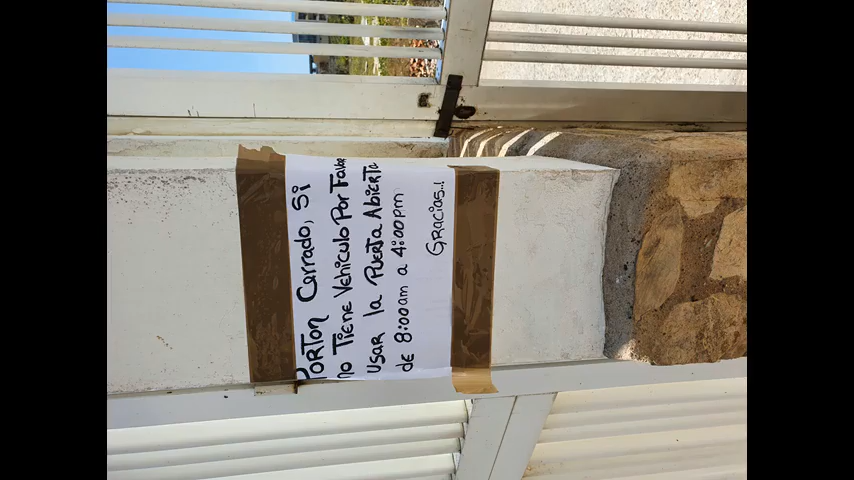 PORTON Cerrado, Si
no Tiene Vehiculo Por Favor
usar la Puerta Abierta
de 8:00am a 4:00pm
Gracias..!